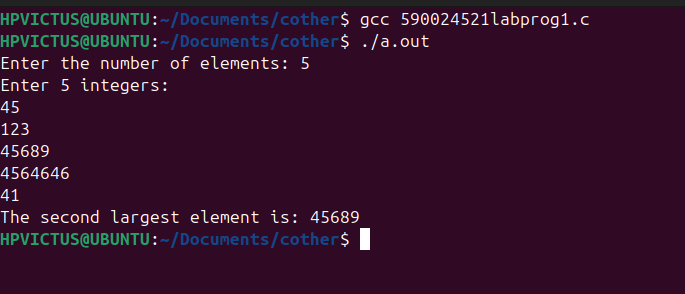 HPVICTUS@UBUNTU:~/Documents/cother$ gcc 590024521labprog1.c
HPVICTUS@UBUNTU:~/Documents/cother$ ./a.out
Enter the number of elements: 5
Enter 5 integers:
45
123
45689
4564646
41
The second largest element is: 45689
HPVICTUS@UBUNTU:~/Documents/cother$